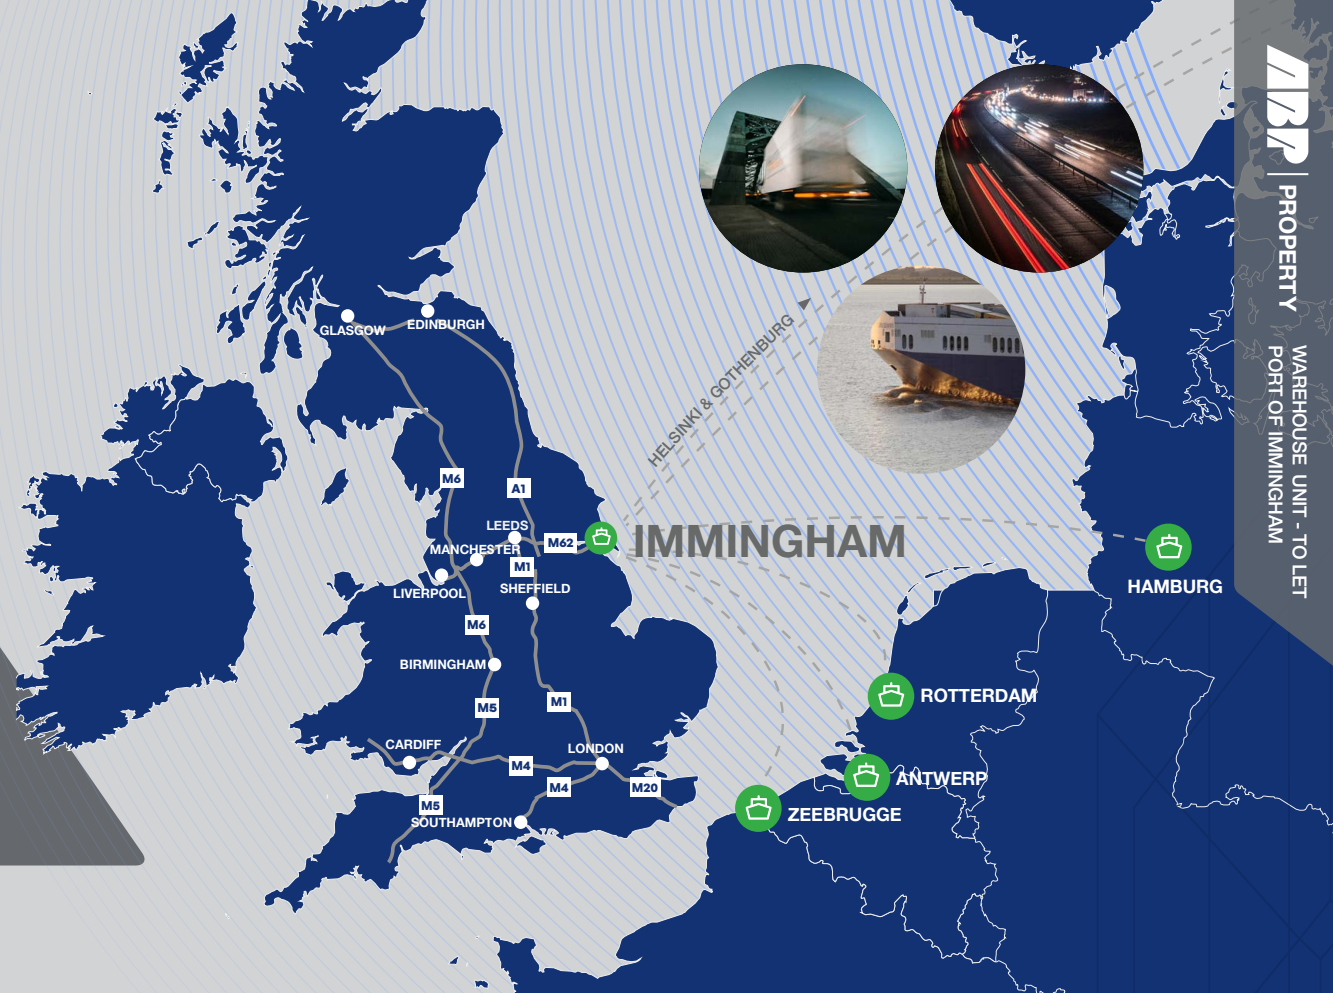 ABP
PROPERTY
WAREHOUSE UNIT - TO LET
PORT OF IMMINGHAM
GLASGOW
EDINBURGH
HELSINKI & GOTHENBURG
M6
A1
LEEDS
M62
IMMINGHAM
MANCHESTER
M1
LIVERPOOL
SHEFFIELD
HAMBURG
M6
BIRMINGHAM
ROTTERDAM
M1
M5
CARDIFF
LONDON
M4
ANTWERP
M4
M20
M5
ZEEBRUGGE
SOUTHAMPTON